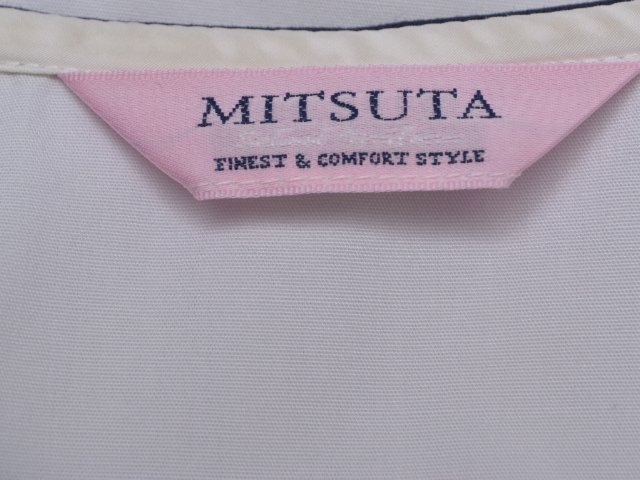 MITSUTA
FINEST & COMFORT STYLE